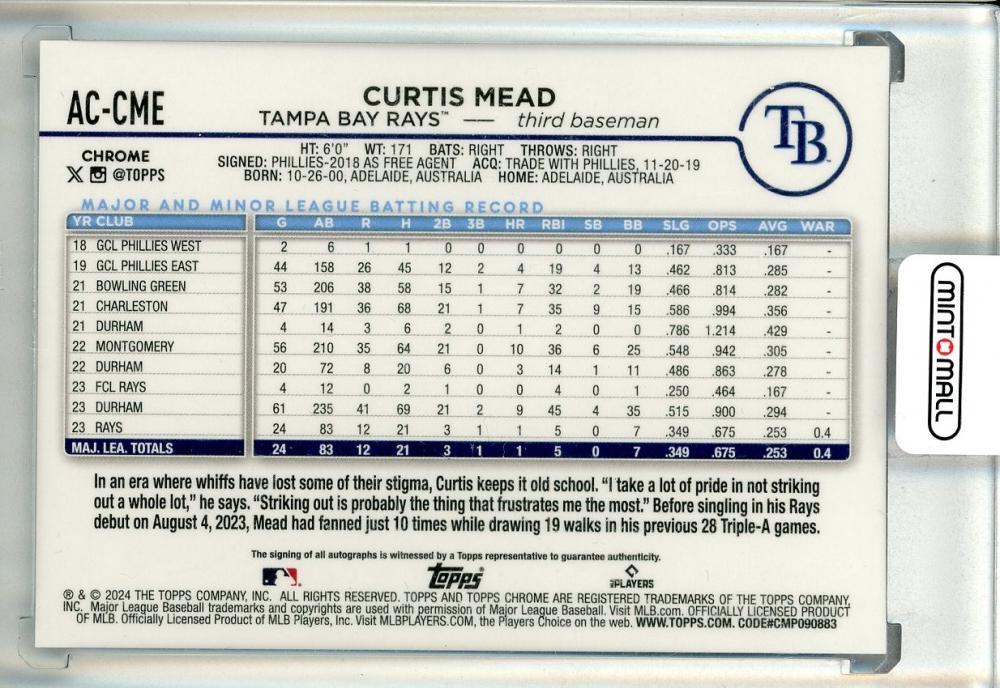 AC-CME
CURTIS MEAD
TAMPA BAY RAYS™ — third baseman
TB
CHROME
@TOPPS
HT: 6'0" WT: 171 BATS: RIGHT THROWS: RIGHT
SIGNED: PHILLIES-2018 AS FREE AGENT ACQ: TRADE WITH PHILLIES, 11-20-19
BORN: 10-26-00, ADELAIDE, AUSTRALIA HOME: ADELAIDE, AUSTRALIA
MAJOR AND MINOR LEAGUE BATTING RECORD
YR CLUB G AB R H 2B 3B HR RBI SB BB SLG OPS AVG WAR
18 GCL PHILLIES WEST 2 6 1 1 0 0 0 0 0 0 .167 .333 .167 -
19 GCL PHILLIES EAST 44 158 26 45 12 2 4 19 4 13 .462 .813 .285 -
21 BOWLING GREEN 53 206 38 58 15 1 7 32 2 19 .466 .814 .282 -
21 CHARLESTON 47 191 36 68 21 1 7 35 9 15 .586 .994 .356 -
21 DURHAM 4 14 3 6 2 0 1 2 0 0 .786 1.214 .429 -
22 MONTGOMERY 56 210 35 64 21 0 10 36 6 25 .548 .942 .305 -
22 DURHAM 20 72 8 20 6 0 3 14 1 11 .486 .863 .278 -
23 FCL RAYS 4 12 0 2 1 0 0 4 0 1 .250 .464 .167 -
23 DURHAM 61 235 41 69 21 2 9 45 4 35 .515 .900 .294 -
23 RAYS 24 83 12 21 3 1 1 5 0 7 .349 .675 .253 0.4
MAJ. LEA. TOTALS 24 83 12 21 3 1 1 5 0 7 .349 .675 .253 0.4
In an era where whiffs have lost some of their stigma, Curtis keeps it old school. “I take a lot of pride in not striking
out a whole lot,” he says. “Striking out is probably the thing that frustrates me the most.” Before singling in his Rays
debut on August 4, 2023, Mead had fanned just 10 times while drawing 19 walks in his previous 28 Triple-A games.
The signing of all autographs is witnessed by a Topps representative to guarantee authenticity.
Topps
PLAYERS
® & © 2024 THE TOPPS COMPANY, INC. ALL RIGHTS RESERVED. TOPPS AND TOPPS CHROME ARE REGISTERED TRADEMARKS OF THE TOPPS COMPANY,
INC. Major League Baseball trademarks and copyrights are used with permission of Major League Baseball. Visit MLB.com. OFFICIALLY LICENSED PRODUCT
OF MLB. Officially Licensed Product of MLB Players, Inc. Visit MLBPLAYERS.COM, the Players Choice on the web. WWW.TOPPS.COM. CODE#CMP090883
MINTOMALL